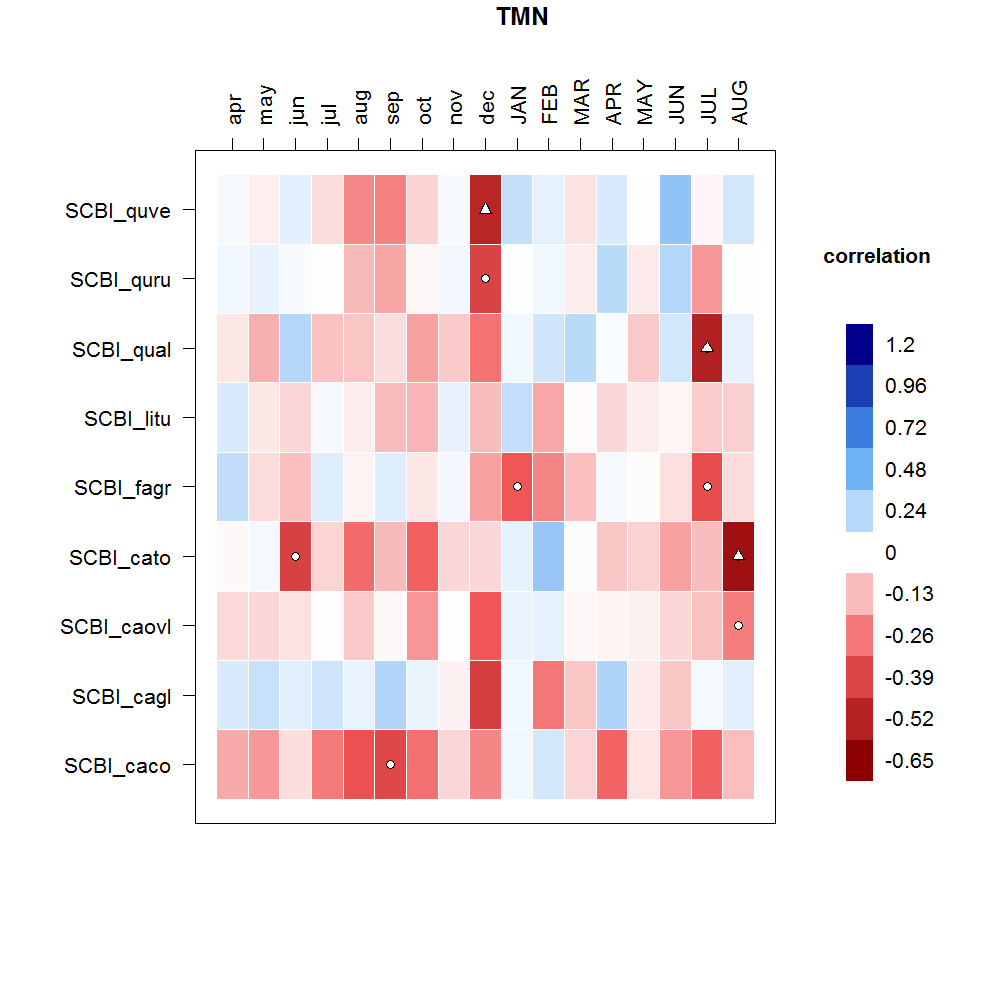 TMN
apr may jun jul aug sep oct nov dec JAN FEB MAR APR MAY JUN JUL AUG
SCBI_quve
SCBI_quru
SCBI_qual
SCBI_litu
SCBI_fagr
SCBI_cato
SCBI_caovl
SCBI_cagl
SCBI_caco
correlation
1.2
0.96
0.72
0.48
0.24
0
-0.13
-0.26
-0.39
-0.52
-0.65